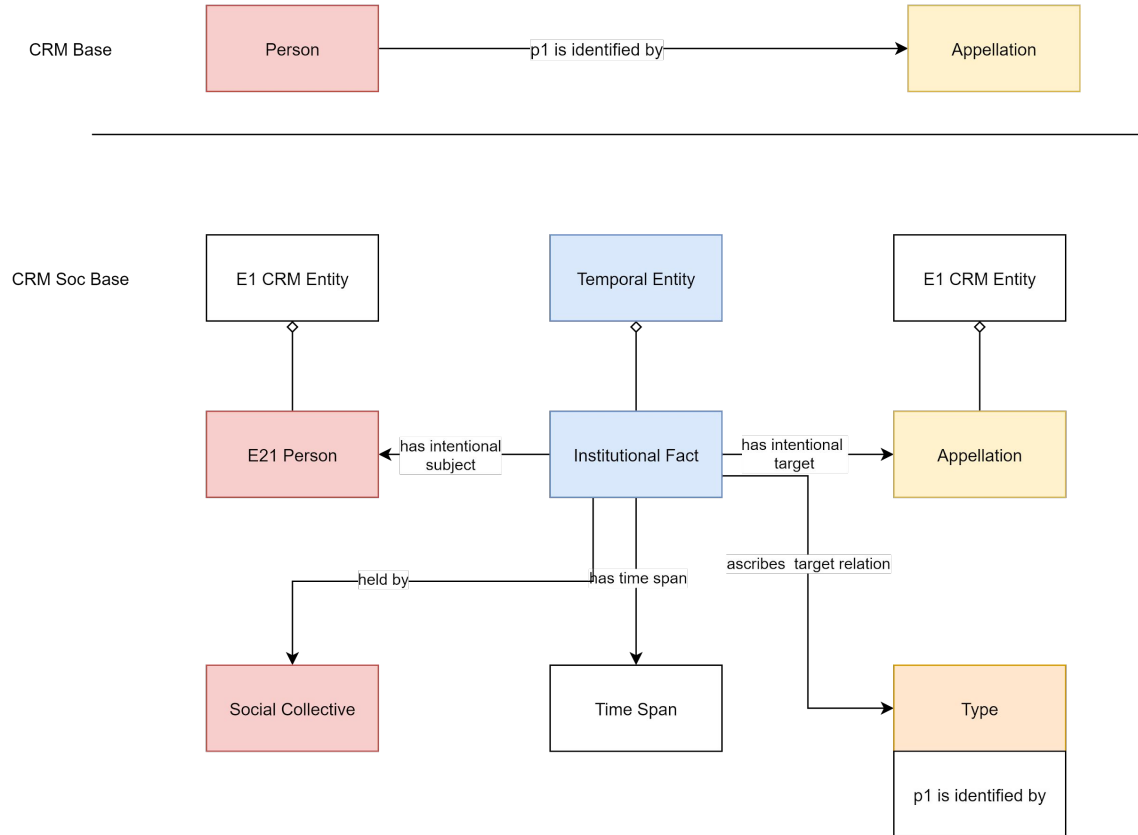 CRM Base
Person
p1 is identified by
Appellation
CRM Soc Base
E1 CRM Entity
Temporal Entity
E1 CRM Entity
E21 Person
has intentional
subject
Institutional Fact
has intentional
target
Appellation
ascribes target relation
held by
has time span
Social Collective
Time Span
Type
p1 is identified by